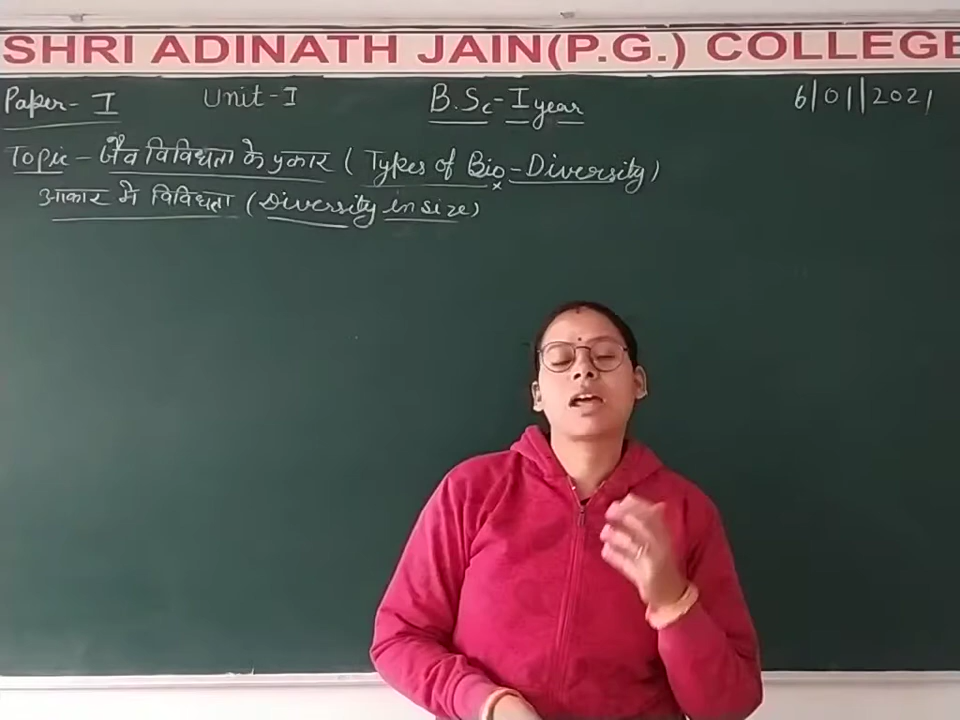 SHRI ADINATH JAIN(P.G.) COLLEGE
Paper- I Unit-I B.Sc-I year 6/01/2021
Topic - जैव विविधता के प्रकार ( Types of Bio-Diversity)
आकार मे विविधता (Diversity in size)